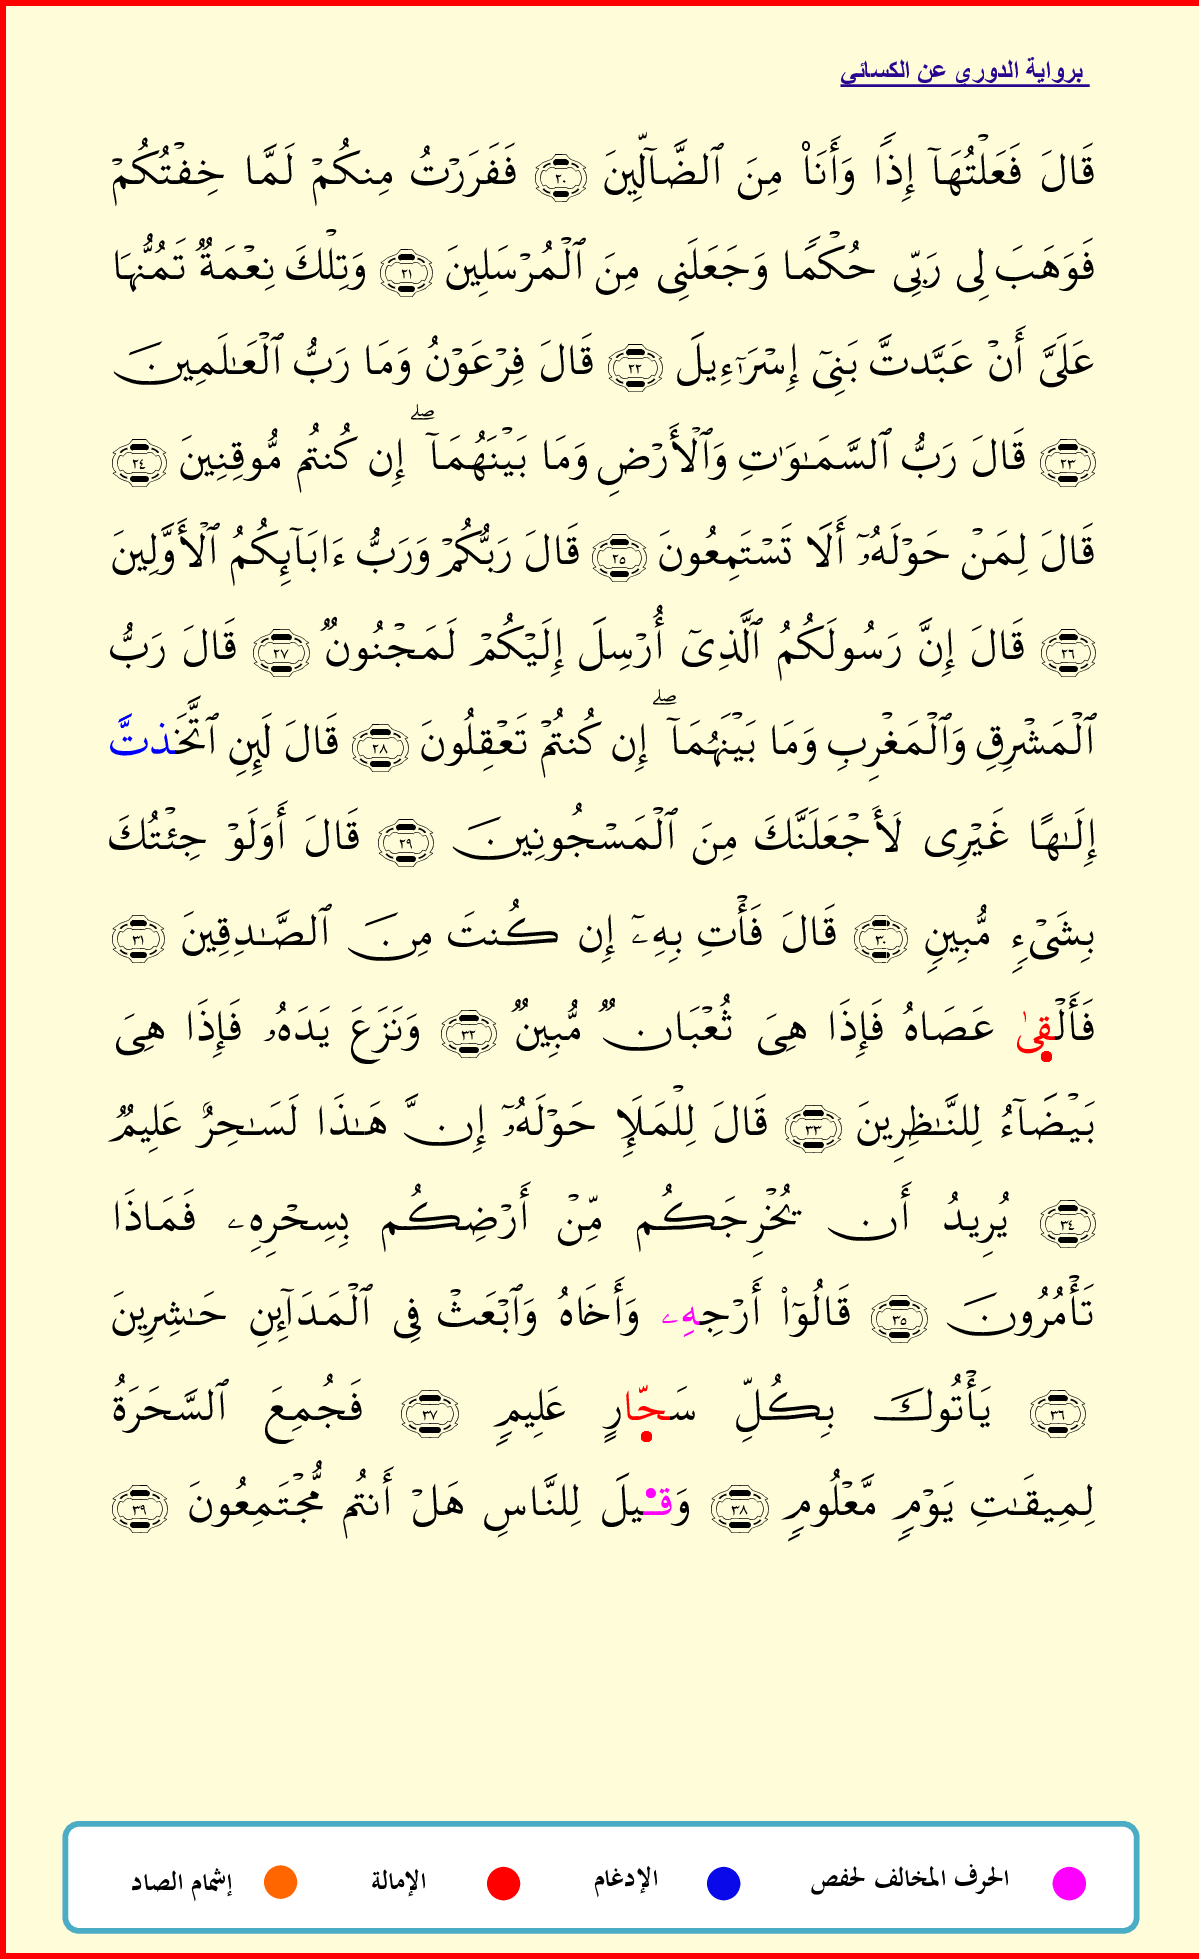 برواية الدوري عن الكسائي
قَالَ فَعَلْتُهَآ إِذًا وَأَنَا۠ مِنَ ٱلضَّآلِّينَ ٢٠ فَفَرَرْتُ مِنكُمْ لَمَّا خِفْتُكُمْ
فَوَهَبَ لِى رَبِّى حُكْمًا وَجَعَلَنِى مِنَ ٱلْمُرْسَلِينَ ٢١ وَتِلْكَ نِعْمَةٌ تَمُنُّهَا
عَلَىَّ أَنْ عَبَّدتَّ بَنِىٓ إِسْرَٰٓءِيلَ ٢٢ قَالَ فِرْعَوْنُ وَمَا رَبُّ ٱلْعَـٰلَمِينَ
٢٣ قَالَ رَبُّ ٱلسَّمَـٰوَٰتِ وَٱلْأَرْضِ وَمَا بَيْنَهُمَآ ۖ إِن كُنتُم مُّوقِنِينَ ٢٤
قَالَ لِمَنْ حَوْلَهُۥٓ أَلَا تَسْتَمِعُونَ ٢٥ قَالَ رَبُّكُمْ وَرَبُّ ءَابَآئِكُمُ ٱلْأَوَّلِينَ
٢٦ قَالَ إِنَّ رَسُولَكُمُ ٱلَّذِىٓ أُرْسِلَ إِلَيْكُمْ لَمَجْنُونٌ ٢٧ قَالَ رَبُّ
ٱلْمَشْرِقِ وَٱلْمَغْرِبِ وَمَا بَيْنَهُمَآ ۖ إِن كُنتُمْ تَعْقِلُونَ ٢٨ قَالَ لَئِنِ ٱتَّخَذتَّ
إِلَـٰهًا غَيْرِى لَأَجْعَلَنَّكَ مِنَ ٱلْمَسْجُونِينَ ٢٩ قَالَ أَوَلَوْ جِئْتُكَ
بِشَىْءٍ مُّبِينٍ ٣٠ قَالَ فَأْتِ بِهِۦٓ إِن كُنتَ مِنَ ٱلصَّـٰدِقِينَ ٣١
فَأَلْقِىٰ عَصَاهُ فَإِذَا هِىَ ثُعْبَانٌ مُّبِينٌ ٣٢ وَنَزَعَ يَدَهُۥ فَإِذَا هِىَ
بَيْضَآءُ لِلنَّـٰظِرِينَ ٣٣ قَالَ لِلْمَلَإِ حَوْلَهُۥٓ إِنَّ هَـٰذَا لَسَـٰحِرٌ عَلِيمٌ
٣٤ يُرِيدُ أَن يُخْرِجَكُم مِّنْ أَرْضِكُم بِسِحْرِهِۦ فَمَاذَا
تَأْمُرُونَ ٣٥ قَالُوٓا۟ أَرْجِهِۦ وَأَخَاهُ وَٱبْعَثْ فِى ٱلْمَدَآئِنِ حَـٰشِرِينَ
٣٦ يَأْتُوكَ بِكُلِّ سَحِّارٍ عَلِيمٍ ٣٧ فَجُمِعَ ٱلسَّحَرَةُ
لِمِيقَـٰتِ يَوْمٍ مَّعْلُومٍ ٣٨ وَقِيلَ لِلنَّاسِ هَلْ أَنتُم مُّجْتَمِعُونَ ٣٩
الحرف المخالف لحفص الإدغام الإمالة إشمام الصاد